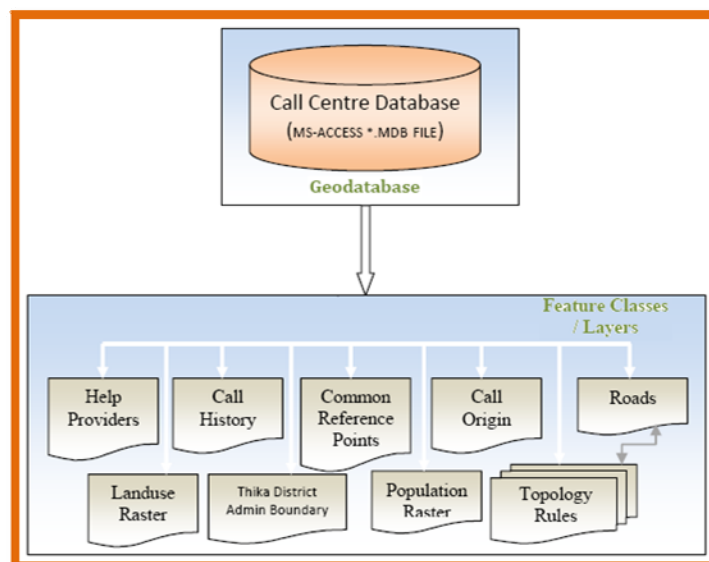 Call Centre Database
(MS-ACCESS *.MDB FILE)
Geodatabase
Feature Classes
/ Layers
Help
Providers
Call
History
Common
Reference
Points
Call
Origin
Roads
Landuse
Raster
Thika District
Admin Boundary
Population
Raster
Topology
Rules